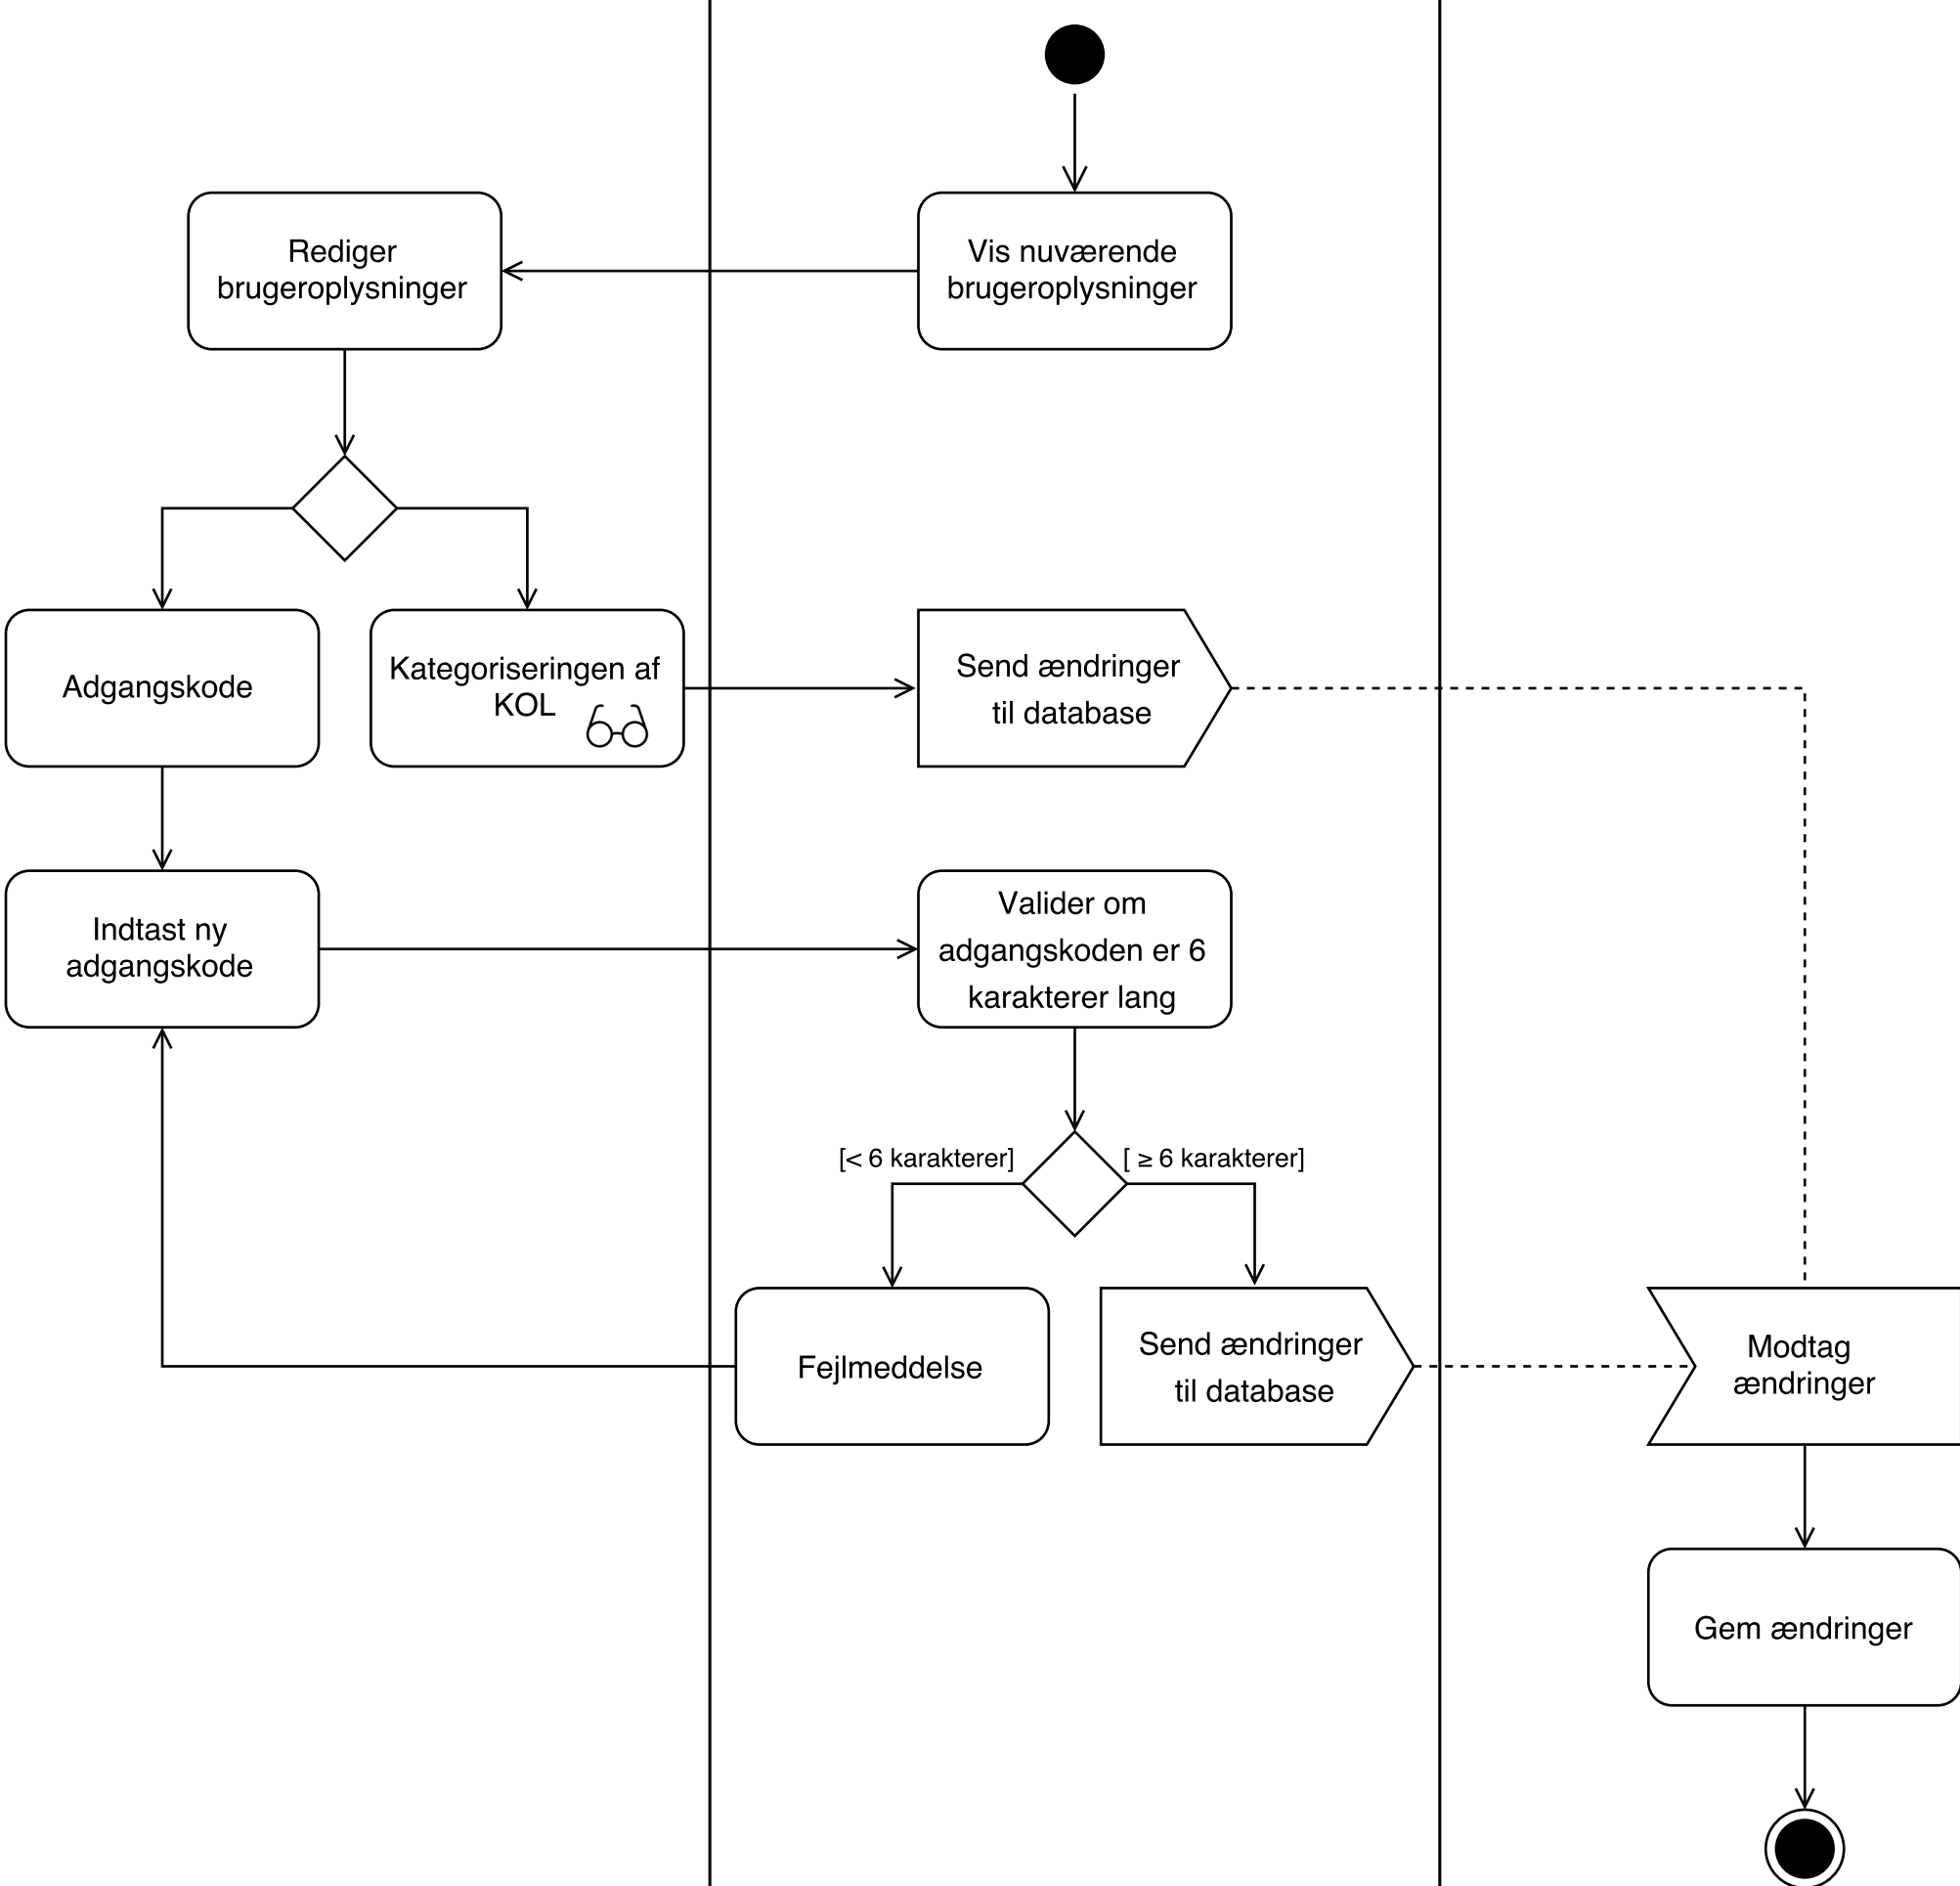 Rediger
brugeroplysninger
Vis nuværende
brugeroplysninger
Adgangskode
Kategoriseringen af
KOL
Send ændringer
til database
Indtast ny
adgangskode
Valider om
adgangskoden er 6
karakterer lang
[< 6 karakterer]
[ ≥ 6 karakterer]
Fejlmeddelse
Send ændringer
til database
Modtag
ændringer
Gem ændringer